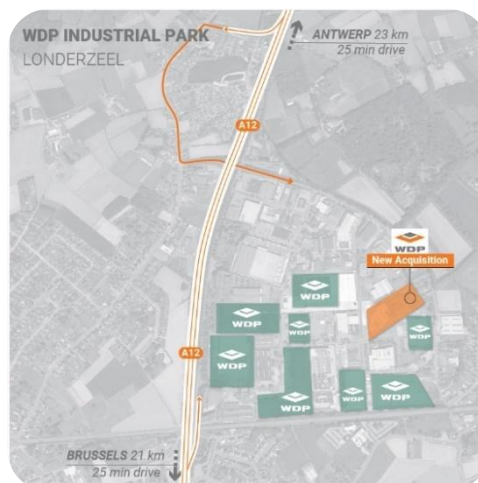 WDP INDUSTRIAL PARK
LONDERZEEL
ANTWERP 23 km
25 min drive
A12
WDP
New Acquisition
WDP
WDP
WDP
WDP
WDP
A12
WDP
WDP
WDP
BRUSSELS 21 km
25 min drive